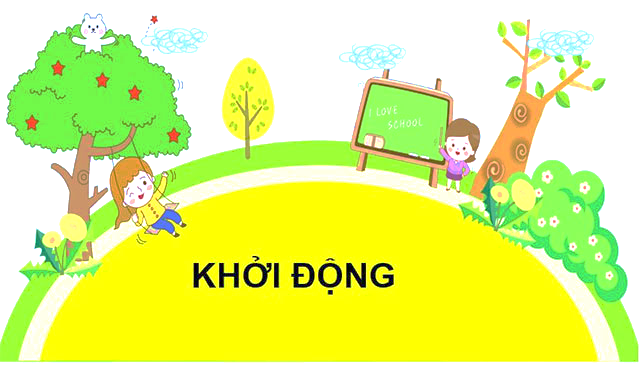 I LOVE
SCHOOL
KHỞI ĐỘNG